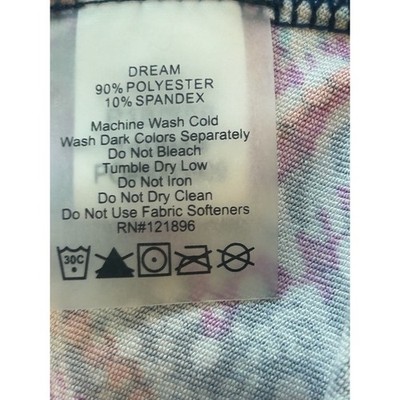 DREAM
90% POLYESTER
10% SPANDEX
Machine Wash Cold
Wash Dark Colors Separately
Do Not Bleach
Tumble Dry Low
Do Not Iron
Do Not Dry Clean
Do Not Use Fabric Softeners
RN#121896
30C